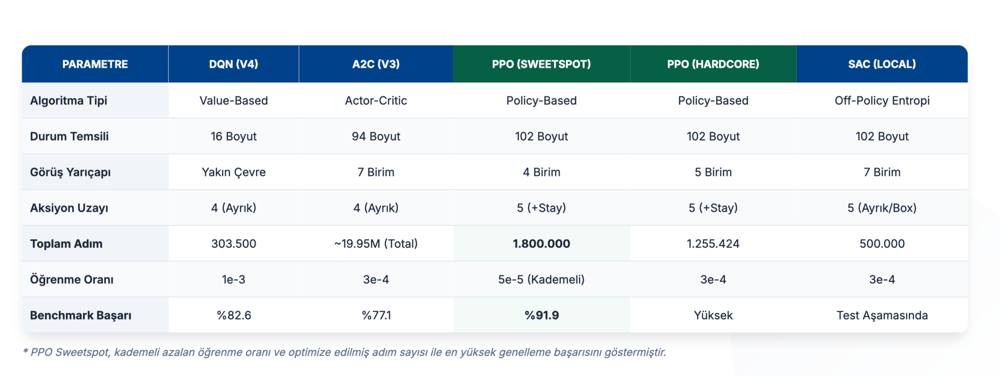 PARAMETRE DQN (V4) A2C (V3) PPO (SWEETSPOT) PPO (HARDCORE) SAC (LOCAL)
Algoritma Tipi Value-Based Actor-Critic Policy-Based Policy-Based Off-Policy Entropi
Durum Temsili 16 Boyut 94 Boyut 102 Boyut 102 Boyut 102 Boyut
Görüş Yarıçapı Yakın Çevre 7 Birim 4 Birim 5 Birim 7 Birim
Aksiyon Uzayı 4 (Ayrık) 4 (Ayrık) 5 (+Stay) 5 (+Stay) 5 (Ayrık/Box)
Toplam Adım 303.500 ~19.95M (Total) 1.800.000 1.255.424 500.000
Öğrenme Oranı 1e-3 3e-4 5e-5 (Kademeli) 3e-4 3e-4
Benchmark Başarı %82.6 %77.1 %91.9 Yüksek Test Aşamasında
* PPO Sweetspot, kademeli azalan öğrenme oranı ve optimize edilmiş adım sayısı ile en yüksek genelleme başarısını göstermiştir.